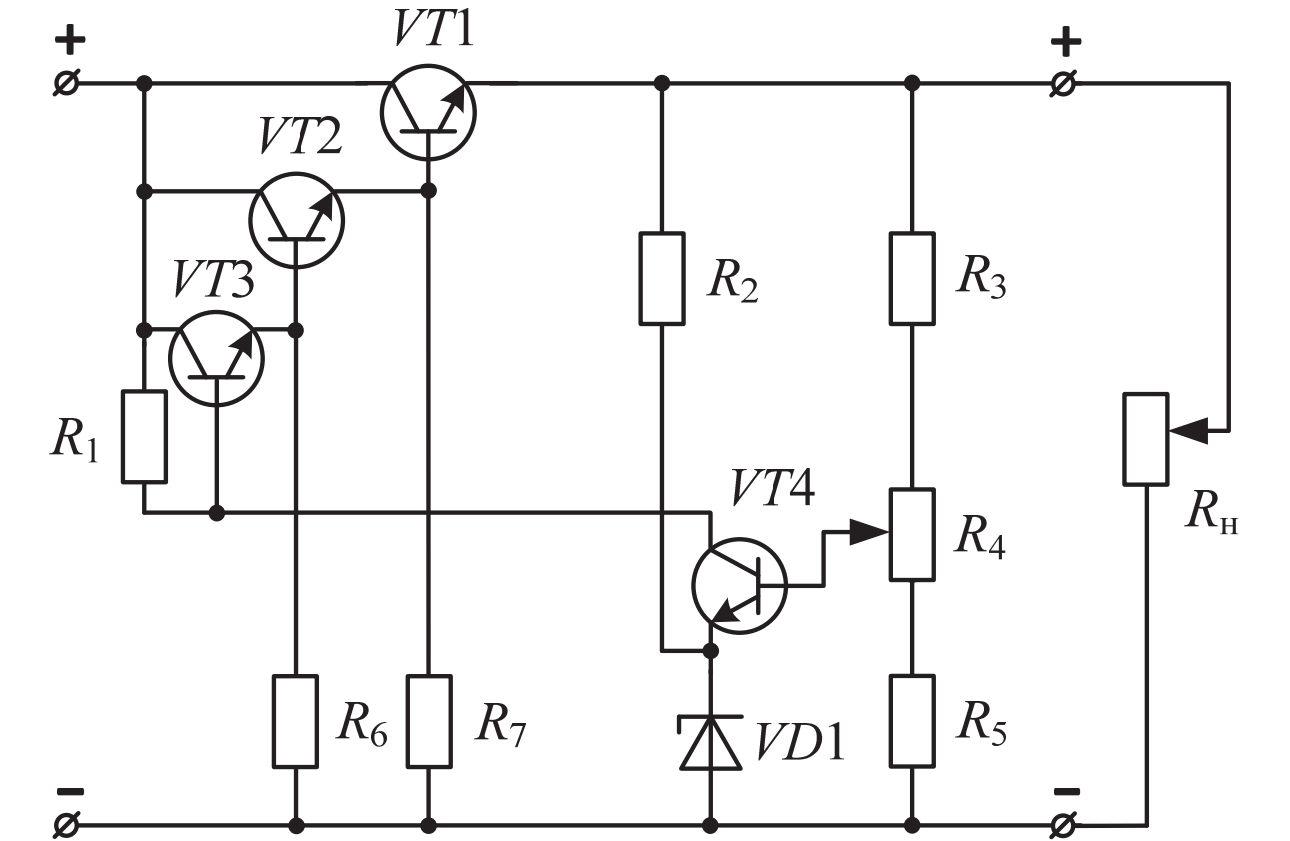 VT1
+
+
VT2
VT3
R2
R3
R1
VT4
Rн
R4
R6
R7
VD1
R5
−
−